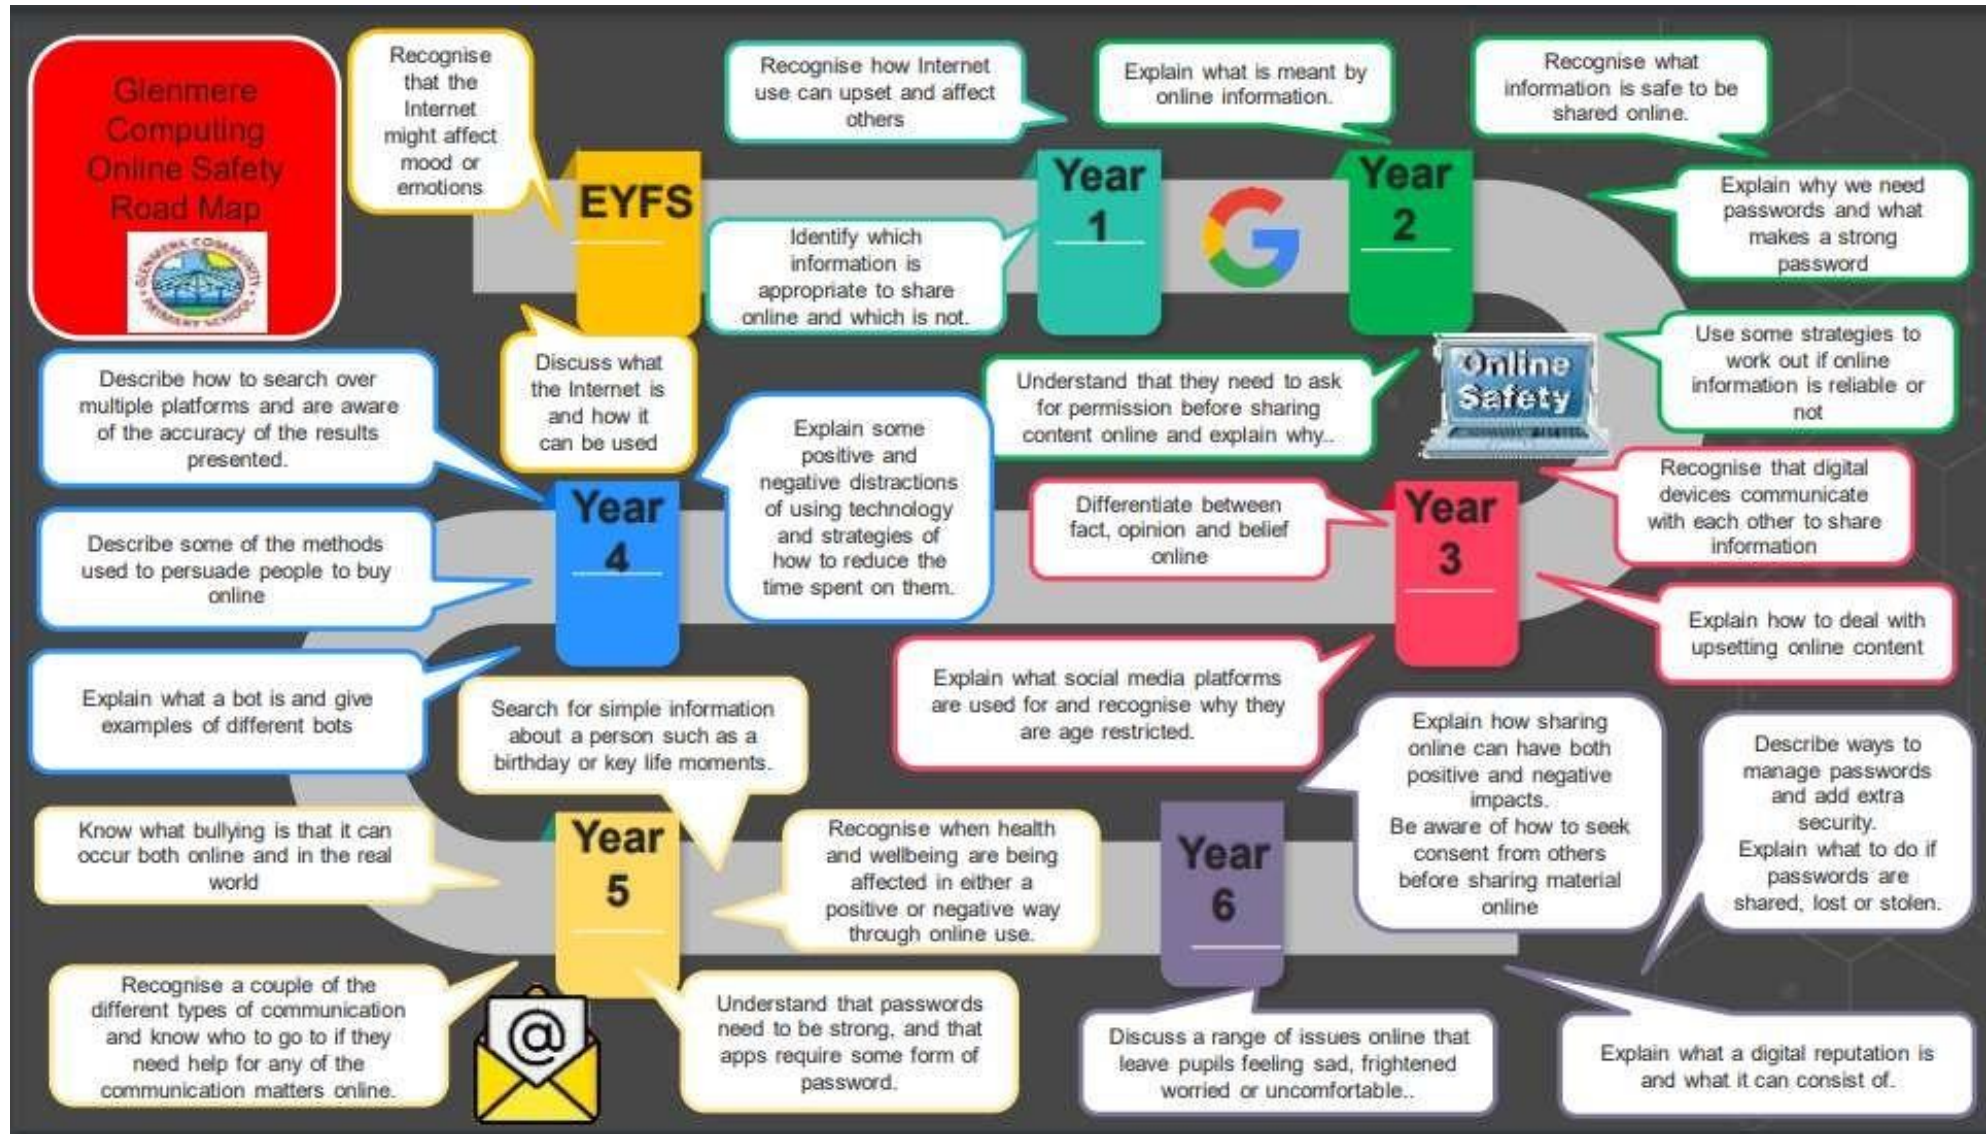 Glenmere
Computing
Online Safety
Road Map
GLENMERE COMMUNITY
PRIMARY SCHOOL
Recognise
that the
Internet
might affect
mood or
emotions
EYFS
Discuss what
the Internet is
and how it
can be used
Recognise how Internet
use can upset and affect
others
Identify which
information is
appropriate to share
online and which is not.
Year
1
G
Explain what is meant by
online information.
Year
2
Recognise what
information is safe to be
shared online.
Explain why we need
passwords and what
makes a strong
password
Use some strategies to
work out if online
information is reliable or
not
Understand that they need to ask
for permission before sharing
content online and explain why..
Online
Safety
Recognise that digital
devices communicate
with each other to share
information
Differentiate between
fact, opinion and belief
online
Year
3
Explain how to deal with
upsetting online content
Explain what social media platforms
are used for and recognise why they
are age restricted.
Explain some
positive and
negative distractions
of using technology
and strategies of
how to reduce the
time spent on them.
Year
4
Describe how to search over
multiple platforms and are aware
of the accuracy of the results
presented.
Describe some of the methods
used to persuade people to buy
online
Explain what a bot is and give
examples of different bots
Search for simple information
about a person such as a
birthday or key life moments.
Know what bullying is that it can
occur both online and in the real
world
Year
5
Recognise when health
and wellbeing are being
affected in either a
positive or negative way
through online use.
Recognise a couple of the
different types of communication
and know who to go to if they
need help for any of the
communication matters online.
@
Understand that passwords
need to be strong, and that
apps require some form of
password.
Year
6
Explain how sharing
online can have both
positive and negative
impacts.
Be aware of how to seek
consent from others
before sharing material
online
Describe ways to
manage passwords
and add extra
security.
Explain what to do if
passwords are
shared, lost or stolen.
Discuss a range of issues online that
leave pupils feeling sad, frightened
worried or uncomfortable..
Explain what a digital reputation is
and what it can consist of.